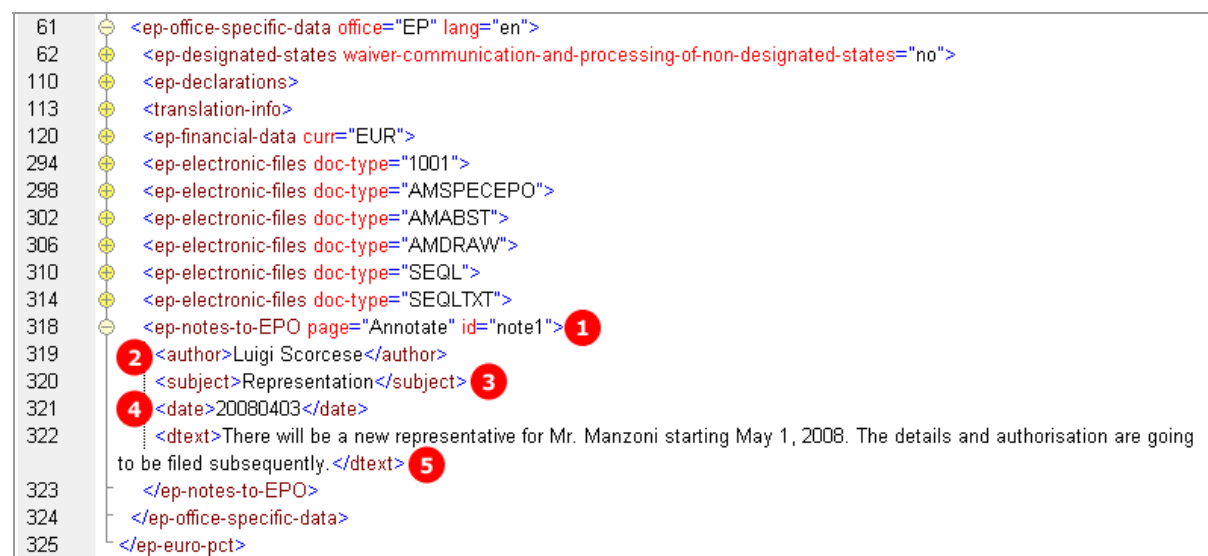 61 <ep-office-specific-data office="EP" lang="en">
62 <ep-designated-states waiver-communication-and-processing-of-non-designated-states="no">
110 <ep-declarations>
113 <translation-info>
120 <ep-financial-data curr="EUR">
294 <ep-electronic-files doc-type="1001">
298 <ep-electronic-files doc-type="AMSPECEPO">
302 <ep-electronic-files doc-type="AMABST">
306 <ep-electronic-files doc-type="AMDRAW">
310 <ep-electronic-files doc-type="SEQL">
314 <ep-electronic-files doc-type="SEQLTXT">
318 <ep-notes-to-EPO page="Annotate" id="note1"> 1
319 2 <author>Luigi Scorcese</author>
320 <subject>Representation</subject> 3
321 4 <date>20080403</date>
322 <dtext>There will be a new representative for Mr. Manzoni starting May 1, 2008. The details and authorisation are going
to be filed subsequently.</dtext> 5
323 </ep-notes-to-EPO>
324 </ep-office-specific-data>
325 </ep-euro-pct>